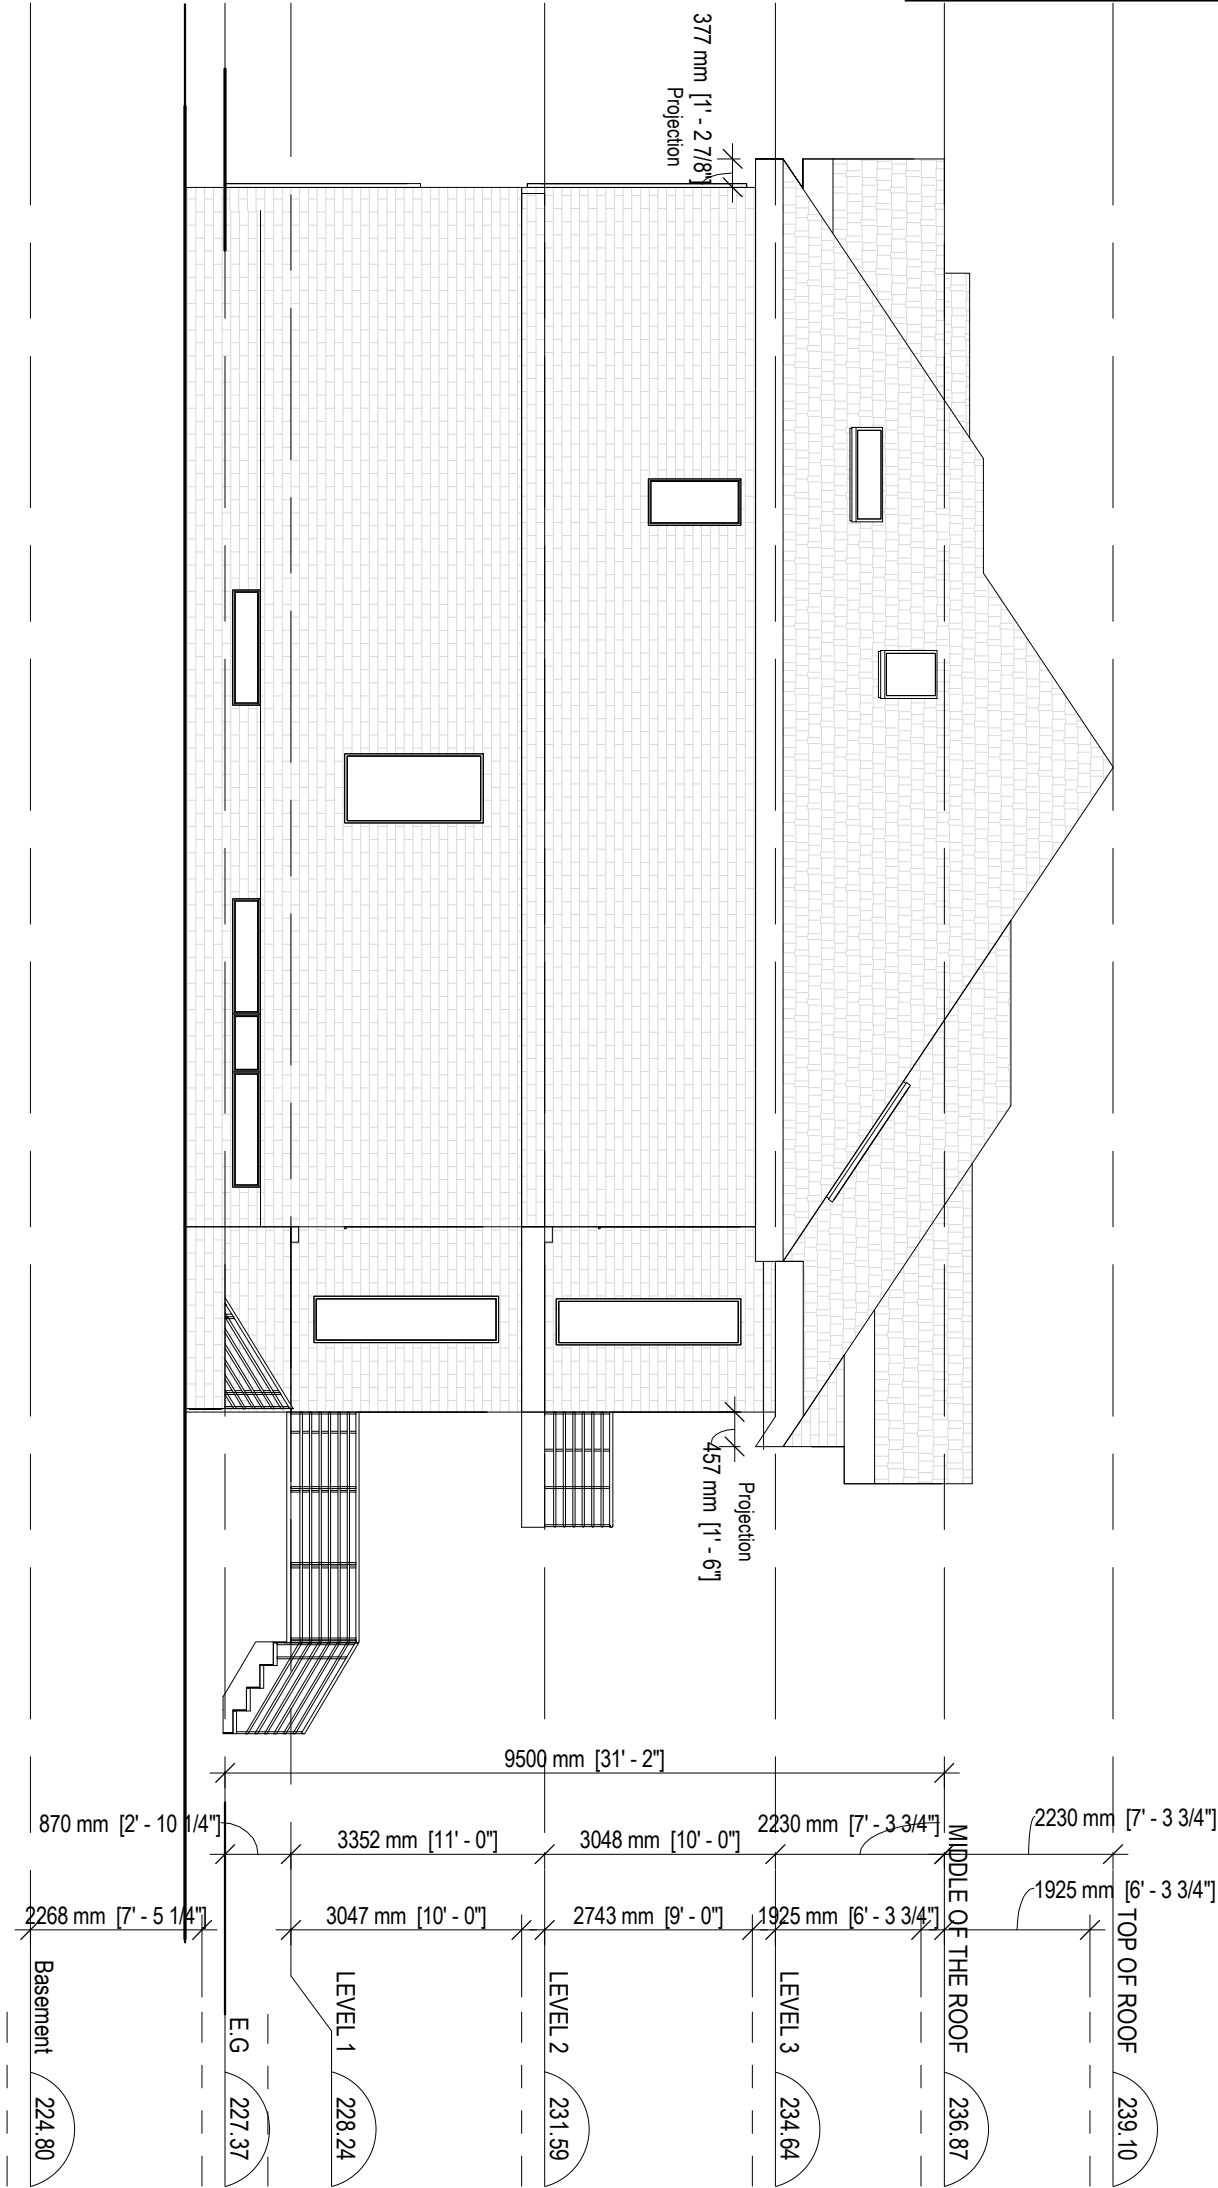 377 mm [1' - 2 7/8"]
Projection
Projection
457 mm [1' - 6"]
9500 mm [31' - 2"]
870 mm [2' - 10 1/4"]
3352 mm [11' - 0"]
3048 mm [10' - 0"]
2230 mm [7' - 3 3/4"]
2230 mm [7' - 3 3/4"]
2268 mm [7' - 5 1/4"]
3047 mm [10' - 0"]
2743 mm [9' - 0"]
1925 mm [6' - 3 3/4"]
1925 mm [6' - 3 3/4"]
TOP OF ROOF
239.10
MIDDLE OF THE ROOF
236.87
LEVEL 3
234.64
LEVEL 2
231.59
LEVEL 1
228.24
E.G
227.37
Basement
224.80